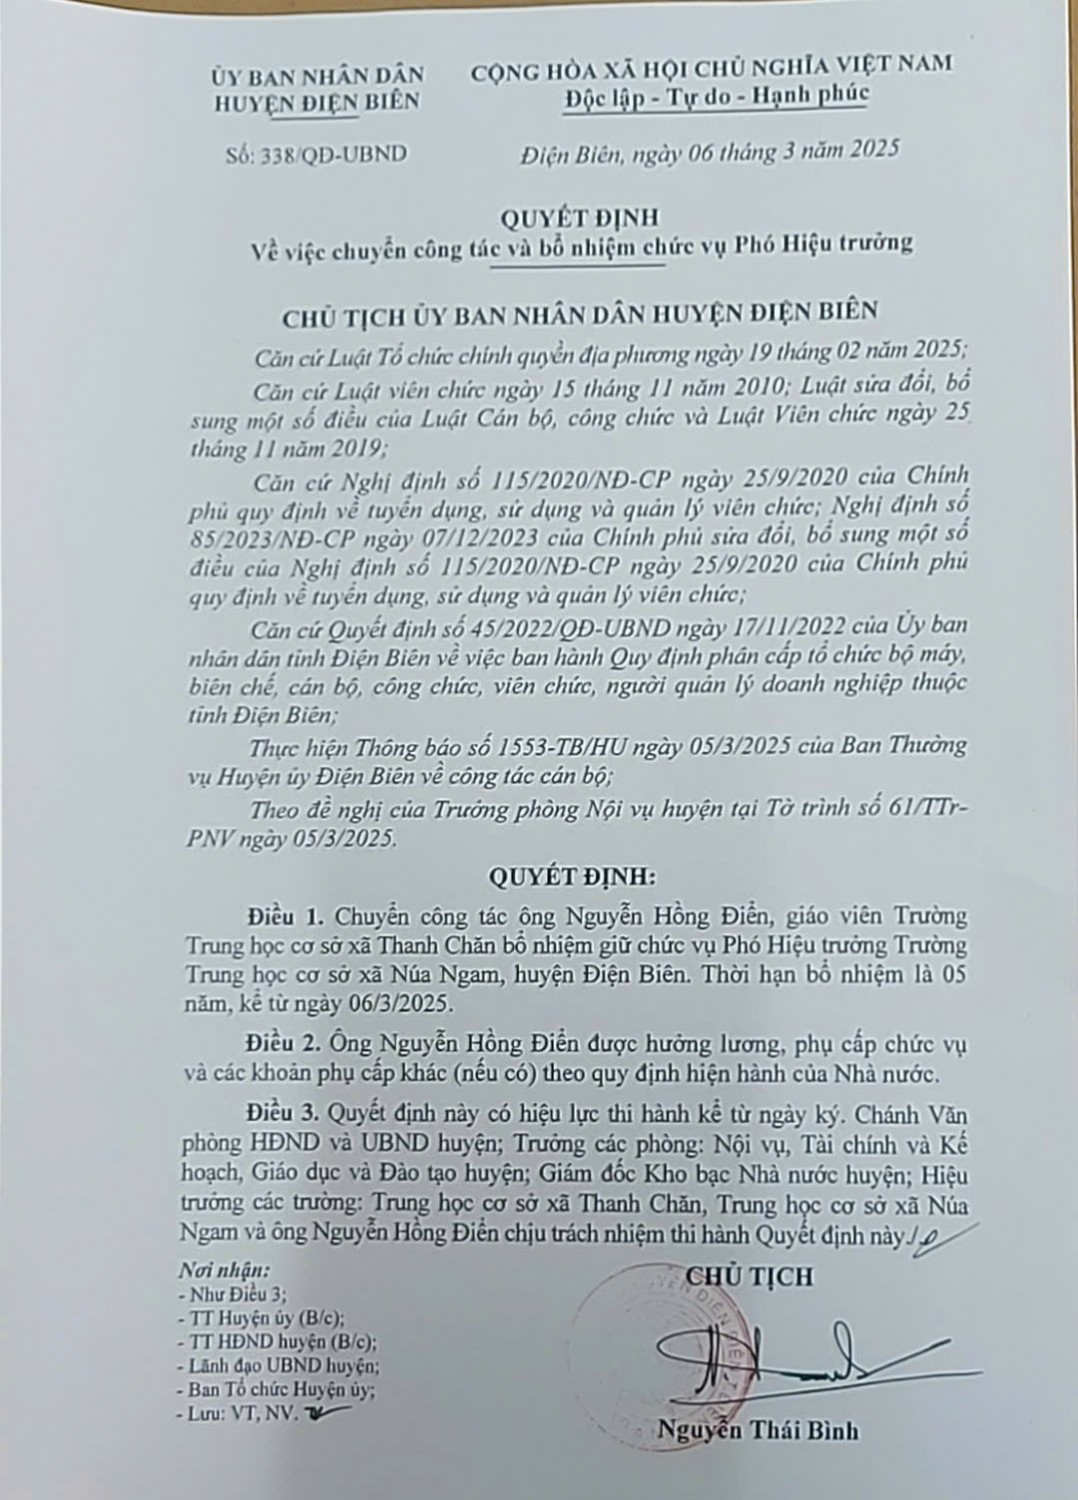 ỦY BAN NHÂN DÂN
HUYỆN ĐIỆN BIÊN
CỘNG HÒA XÃ HỘI CHỦ NGHĨA VIỆT NAM
Độc lập - Tự do - Hạnh phúc
Số: 338/QĐ-UBND
Điện Biên, ngày 06 tháng 3 năm 2025
QUYẾT ĐỊNH
Về việc chuyển công tác và bổ nhiệm chức vụ Phó Hiệu trưởng
CHỦ TỊCH ỦY BAN NHÂN DÂN HUYỆN ĐIỆN BIÊN
Căn cứ Luật Tổ chức chính quyền địa phương ngày 19 tháng 02 năm 2025;
Căn cứ Luật viên chức ngày 15 tháng 11 năm 2010; Luật sửa đổi, bổ
sung một số điều của Luật Cán bộ, công chức và Luật Viên chức ngày 25
tháng 11 năm 2019;
Căn cứ Nghị định số 115/2020/NĐ-CP ngày 25/9/2020 của Chính
phủ quy định về tuyển dụng, sử dụng và quản lý viên chức; Nghị định số
85/2023/NĐ-CP ngày 07/12/2023 của Chính phủ sửa đổi, bổ sung một số
điều của Nghị định số 115/2020/NĐ-CP ngày 25/9/2020 của Chính phủ
quy định về tuyển dụng, sử dụng và quản lý viên chức;
Căn cứ Quyết định số 45/2022/QĐ-UBND ngày 17/11/2022 của Ủy ban
nhân dân tỉnh Điện Biên về việc ban hành Quy định phân cấp tổ chức bộ máy,
biên chế, cán bộ, công chức, viên chức, người quản lý doanh nghiệp thuộc
tỉnh Điện Biên;
Thực hiện Thông báo số 1553-TB/HU ngày 05/3/2025 của Ban Thường
vụ Huyện ủy Điện Biên về công tác cán bộ;
Theo đề nghị của Trưởng phòng Nội vụ huyện tại Tờ trình số 61/TTr-
PNV ngày 05/3/2025.
QUYẾT ĐỊNH:
Điều 1. Chuyển công tác ông Nguyễn Hồng Điển, giáo viên Trường
Trung học cơ sở xã Thanh Chăn bổ nhiệm giữ chức vụ Phó Hiệu trưởng Trường
Trung học cơ sở xã Núa Ngam, huyện Điện Biên. Thời hạn bổ nhiệm là 05
năm, kể từ ngày 06/3/2025.
Điều 2. Ông Nguyễn Hồng Điển được hưởng lương, phụ cấp chức vụ
và các khoản phụ cấp khác (nếu có) theo quy định hiện hành của Nhà nước.
Điều 3. Quyết định này có hiệu lực thi hành kể từ ngày ký. Chánh Văn
phòng HĐND và UBND huyện; Trưởng các phòng: Nội vụ, Tài chính và Kế
hoạch, Giáo dục và Đào tạo huyện; Giám đốc Kho bạc Nhà nước huyện; Hiệu
trưởng các trường: Trung học cơ sở xã Thanh Chăn, Trung học cơ sở xã Núa
Ngam và ông Nguyễn Hồng Điển chịu trách nhiệm thi hành Quyết định này./.
Nơi nhận:
- Như Điều 3;
- TT Huyện ủy (B/c);
- TT HĐND huyện (B/c);
- Lãnh đạo UBND huyện;
- Ban Tổ chức Huyện ủy;
- Lưu: VT, NV.
CHỦ TỊCH
Nguyễn Thái Bình